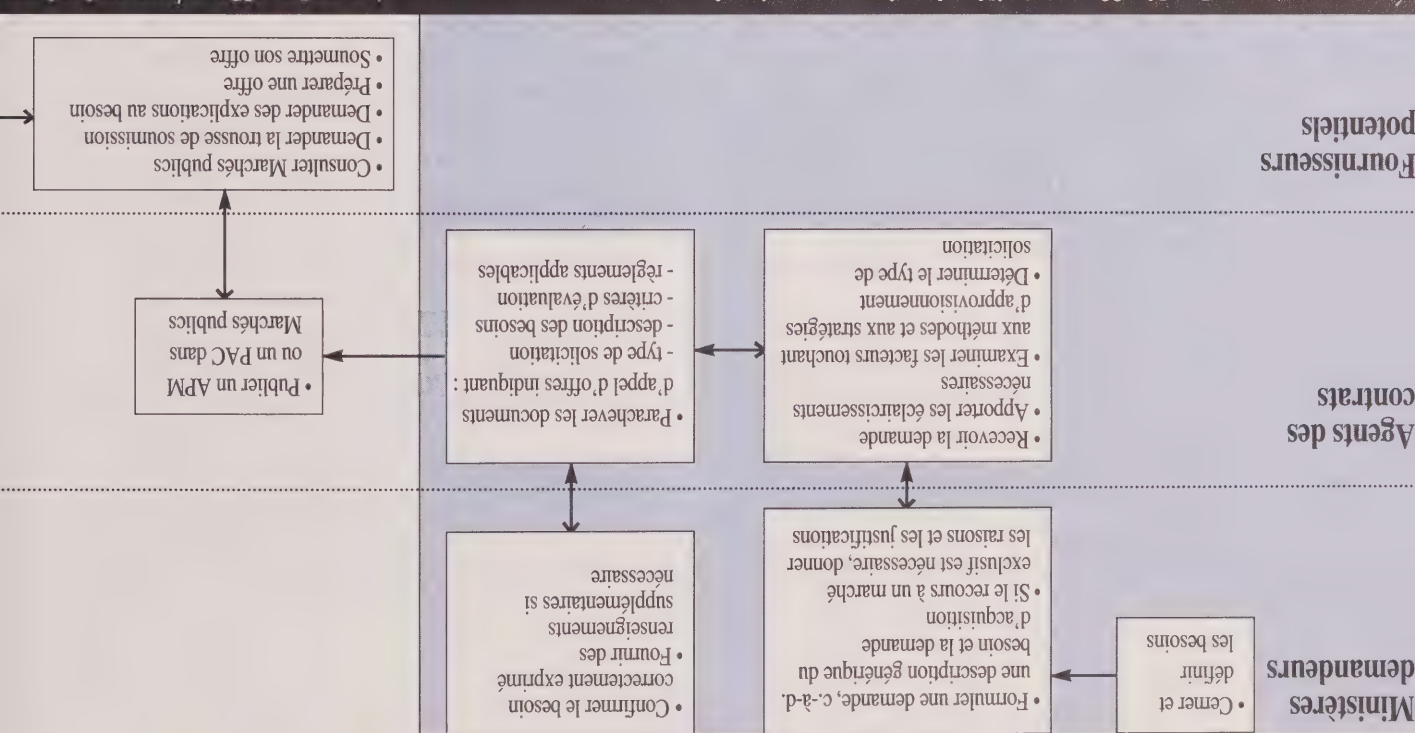 Ministères
demandeurs
• Cerner et
définir
les besoins
• Formuler une demande, c.-à-d.
une description générique du
besoin et la demande
d'acquisition
• Si le recours à un marché
exclusif est nécessaire, donner
les raisons et les justifications
• Confirmer le besoin
correctement exprimé
• Fournir des
renseignements
supplémentaires si
nécessaire
Agents des
contrats
• Recevoir la demande
• Apporter les éclaircissements
nécessaires
• Examiner les facteurs touchant
aux méthodes et aux stratégies
d'approvisionnement
• Déterminer le type de
solicitation
• Parachever les documents
d'appel d'offres indiquant :
- type de solicitation
- description des besoins
- critères d'évaluation
- règlements applicables
• Publier un APM
ou un PAC dans
Marchés publics
Fournisseurs
potentiels
• Consulter Marchés publics
• Demander la trousse de soumission
• Demander des explications au besoin
• Préparer une offre
• Soumettre son offre